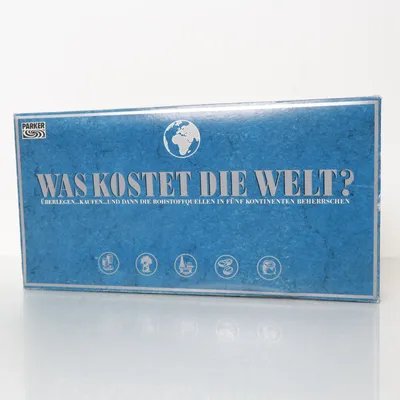 PARKER
WAS KOSTET DIE WELT?
ÜBERLEGEN...KAUFEN...UND DANN DIE ROHSTOFFQUELLEN IN FÜNF KONTINENTEN BEHERRSCHEN